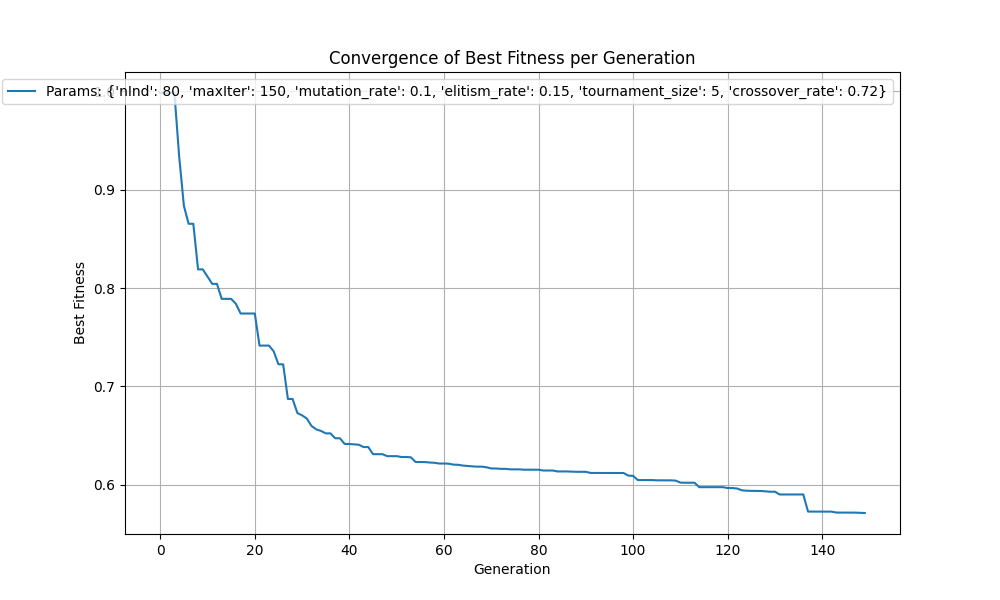 Convergence of Best Fitness per Generation
Params: {'nInd': 80, 'maxIter': 150, 'mutation_rate': 0.1, 'elitism_rate': 0.15, 'tournament_size': 5, 'crossover_rate': 0.72}
0.9
0.8
0.7
0.6
Best Fitness
0 20 40 60 80 100 120 140
Generation